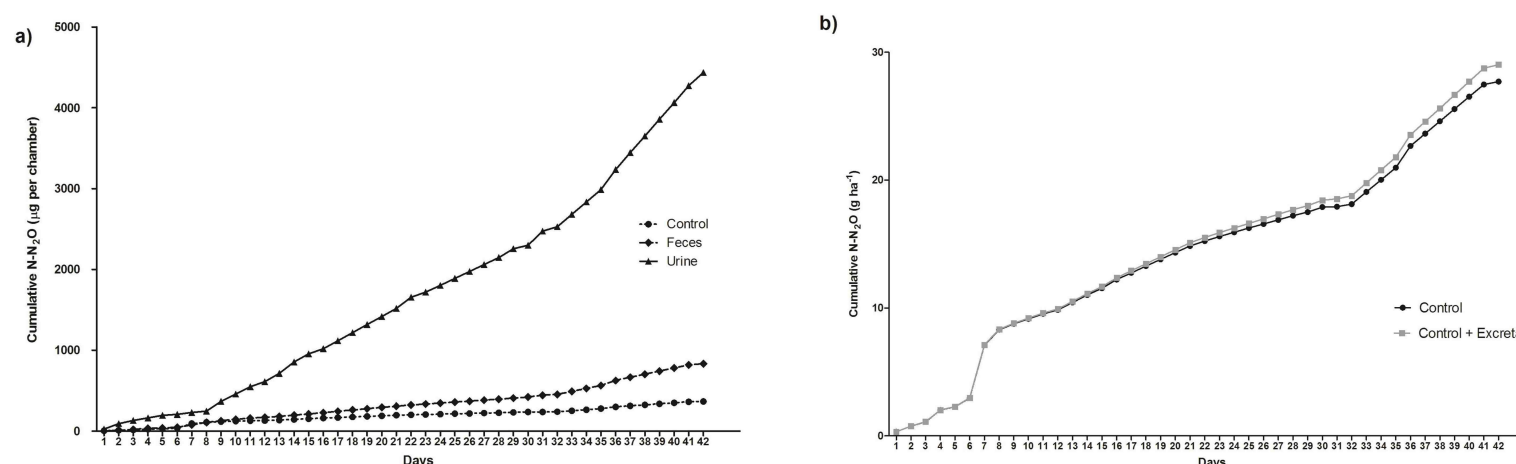 a)
Cumulative N-N2O (µg per chamber)
5000
4000
3000
2000
1000
0
1 2 3 4 5 6 7 8 9 10 11 12 13 14 15 16 17 18 19 20 21 22 23 24 25 26 27 28 29 30 31 32 33 34 35 36 37 38 39 40 41 42
Days
Control
Feces
Urine
b)
Cumulative N-N2O (g ha-1)
30
20
10
0
1 2 3 4 5 6 7 8 9 10 11 12 13 14 15 16 17 18 19 20 21 22 23 24 25 26 27 28 29 30 31 32 33 34 35 36 37 38 39 40 41 42
Days
Control
Control + Excret